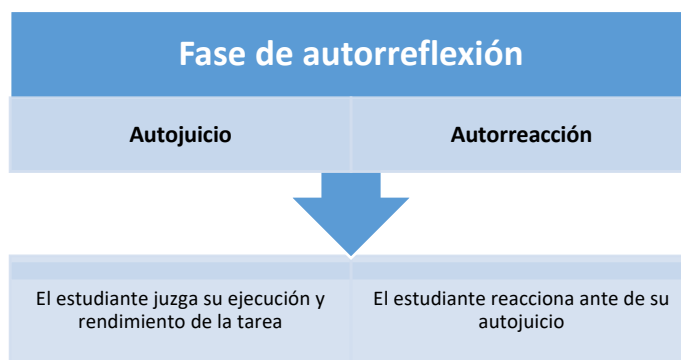 Fase de autorreflexión
Autojuicio
Autorreacción
El estudiante juzga su ejecución y
rendimiento de la tarea
El estudiante reacciona ante de su
autojuicio